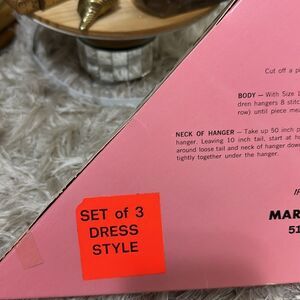 Cut off a
BODY — With Size
dren hangers 8 stitc
row) until piece mea
NECK OF HANGER — Take up 50 inch p
hanger. Leaving 10 inch tail, start at ho
around loose tail and neck of hanger down
tightly together under the hanger.
SET of 3
DRESS
STYLE
MAR
51